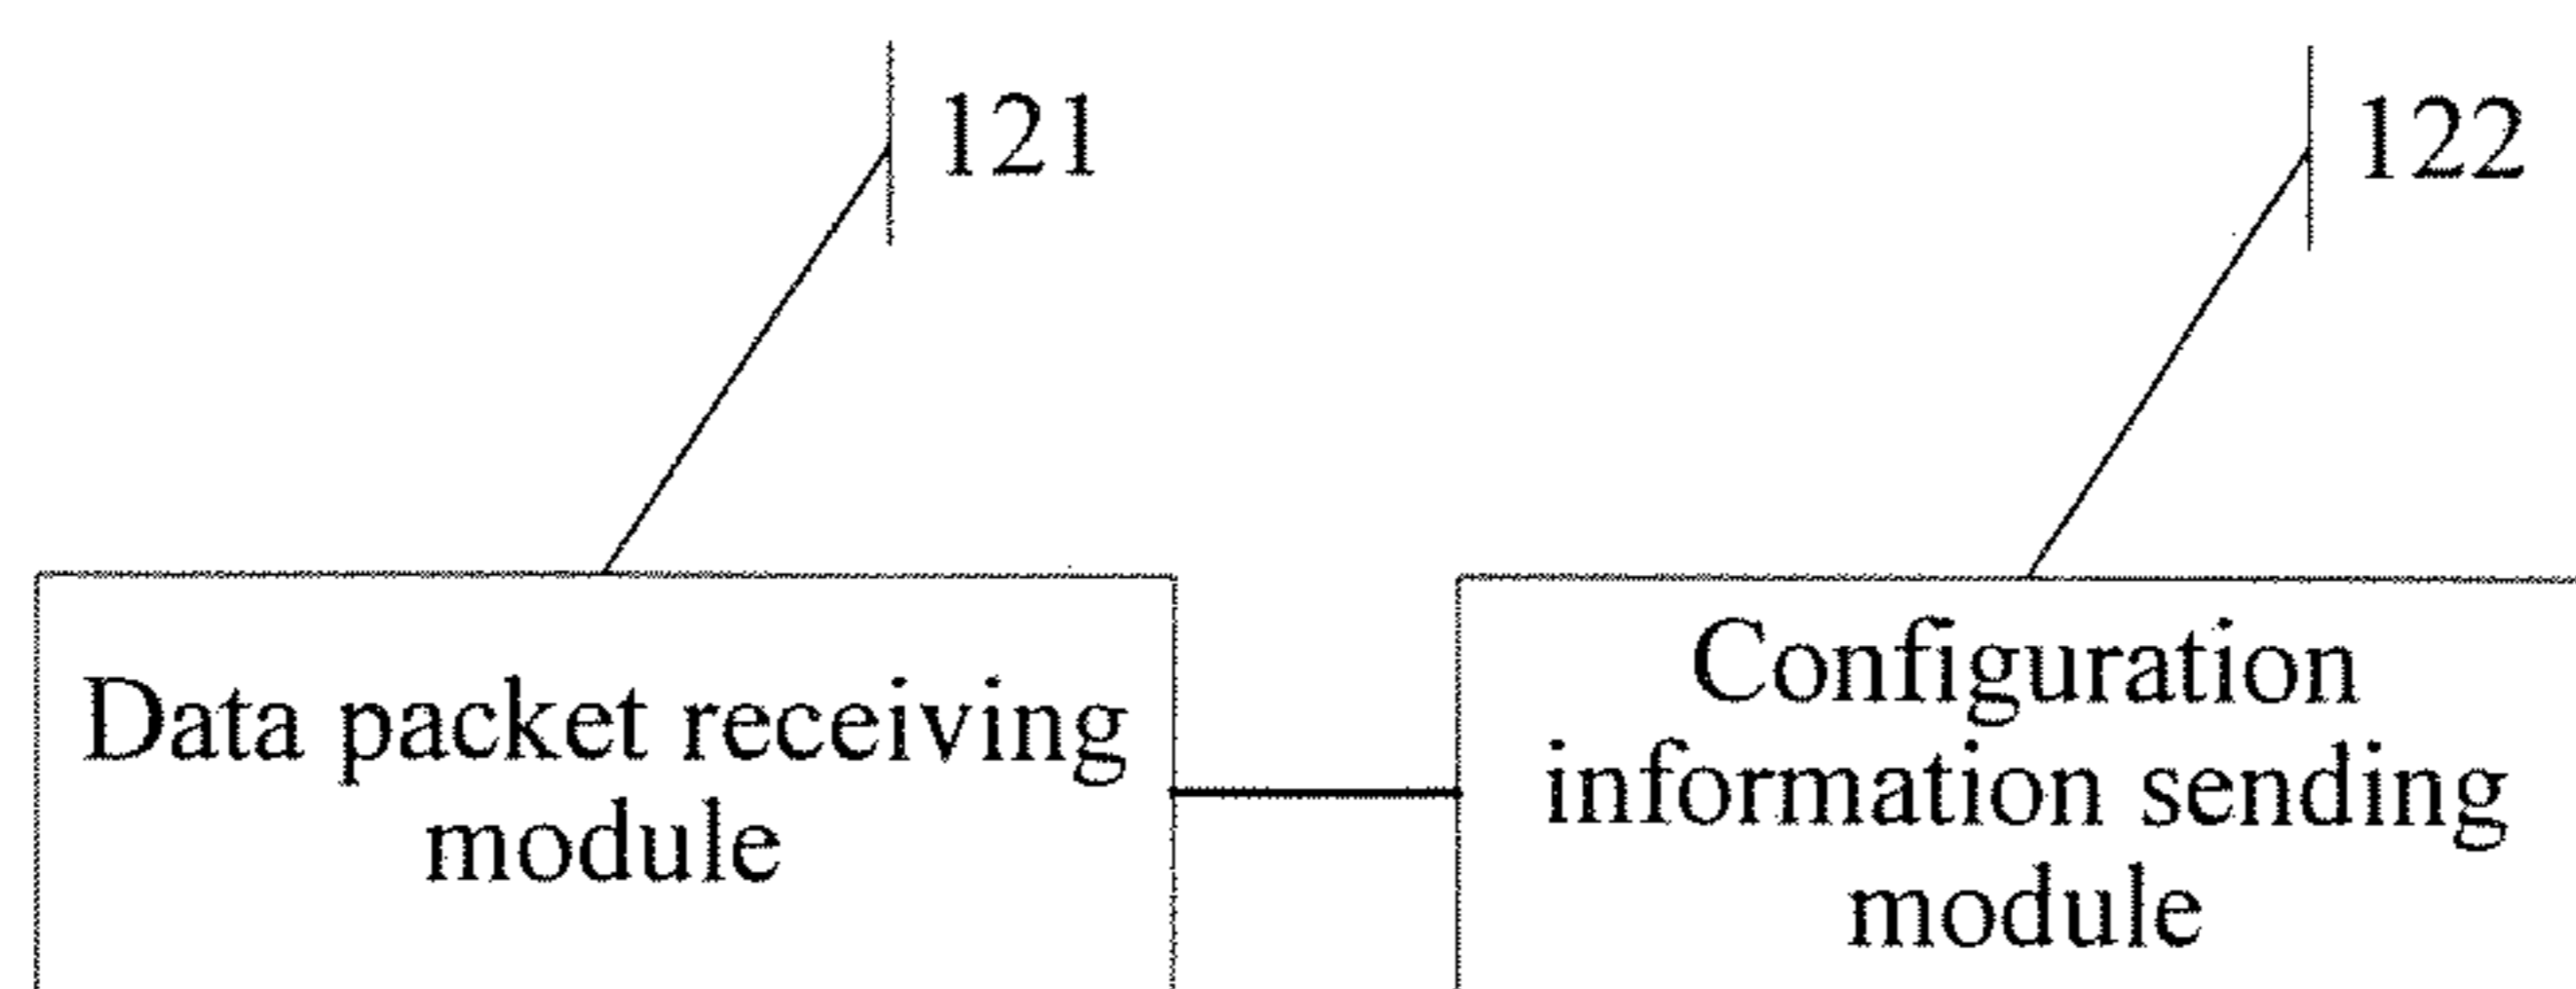 121
122
Data packet receiving
module
Configuration
information sending
module